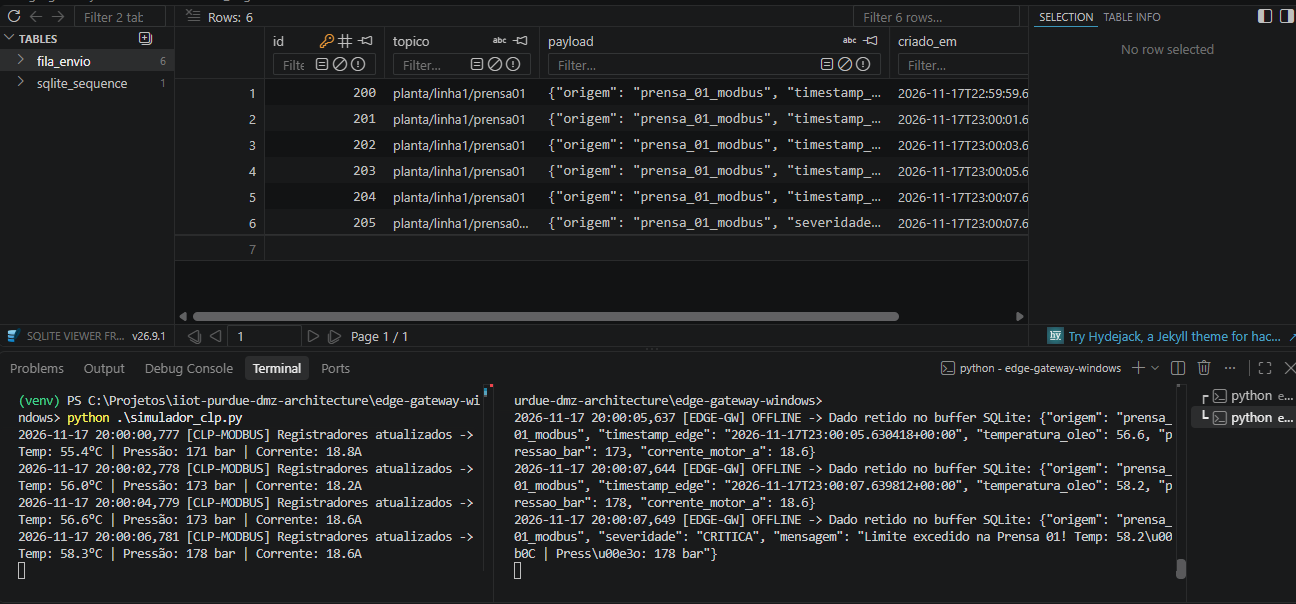 Filter 2 tab
Rows: 6
Filter 6 rows...
SELECTION
TABLE INFO
TABLES
fila_envio 6
sqlite_sequence 1
No row selected
id
topico
abc
payload
abc
criado_em
Filte
Filter...
Filter...
Filter...
1 200 planta/linha1/prensa01 {"origem": "prensa_01_modbus", "timestamp_… 2026-11-17T22:59:59.6
2 201 planta/linha1/prensa01 {"origem": "prensa_01_modbus", "timestamp_… 2026-11-17T23:00:01.6
3 202 planta/linha1/prensa01 {"origem": "prensa_01_modbus", "timestamp_… 2026-11-17T23:00:03.6
4 203 planta/linha1/prensa01 {"origem": "prensa_01_modbus", "timestamp_… 2026-11-17T23:00:05.6
5 204 planta/linha1/prensa01 {"origem": "prensa_01_modbus", "timestamp_… 2026-11-17T23:00:07.6
6 205 planta/linha1/prensa0... {"origem": "prensa_01_modbus", "severidade… 2026-11-17T23:00:07.6
7
SQLITE VIEWER FR... v26.9.1
1
Page 1 / 1
Try Hydejack, a Jekyll theme for hac...
Problems
Output
Debug Console
Terminal
Ports
python - edge-gateway-windows
(venv) PS C:\Projetos\iiot-purdue-dmz-architecture\edge-gateway-wi
ndows> python .\simulador_clp.py
2026-11-17 20:00:00,777 [CLP-MODBUS] Registradores atualizados ->
Temp: 55.4ºC | Pressão: 171 bar | Corrente: 18.8A
2026-11-17 20:00:02,778 [CLP-MODBUS] Registradores atualizados ->
Temp: 56.0ºC | Pressão: 173 bar | Corrente: 18.2A
2026-11-17 20:00:04,779 [CLP-MODBUS] Registradores atualizados ->
Temp: 56.6ºC | Pressão: 173 bar | Corrente: 18.6A
2026-11-17 20:00:06,781 [CLP-MODBUS] Registradores atualizados ->
Temp: 58.3ºC | Pressão: 178 bar | Corrente: 18.6A
urdue-dmz-architecture\edge-gateway-windows>
2026-11-17 20:00:05,637 [EDGE-GW] OFFLINE -> Dado retido no buffer SQLite: {"origem": "prensa_
01_modbus", "timestamp_edge": "2026-11-17T23:00:05.630418+00:00", "temperatura_oleo": 56.6, "p
ressao_bar": 173, "corrente_motor_a": 18.6}
2026-11-17 20:00:07,644 [EDGE-GW] OFFLINE -> Dado retido no buffer SQLite: {"origem": "prensa_
01_modbus", "timestamp_edge": "2026-11-17T23:00:07.639812+00:00", "temperatura_oleo": 58.2, "p
ressao_bar": 178, "corrente_motor_a": 18.6}
2026-11-17 20:00:07,649 [EDGE-GW] OFFLINE -> Dado retido no buffer SQLite: {"origem": "prensa_
01_modbus", "severidade": "CRITICA", "mensagem": "Limite excedido na Prensa 01! Temp: 58.2\u00
b0C | Press\u00e3o: 178 bar"}
python e...
python e...